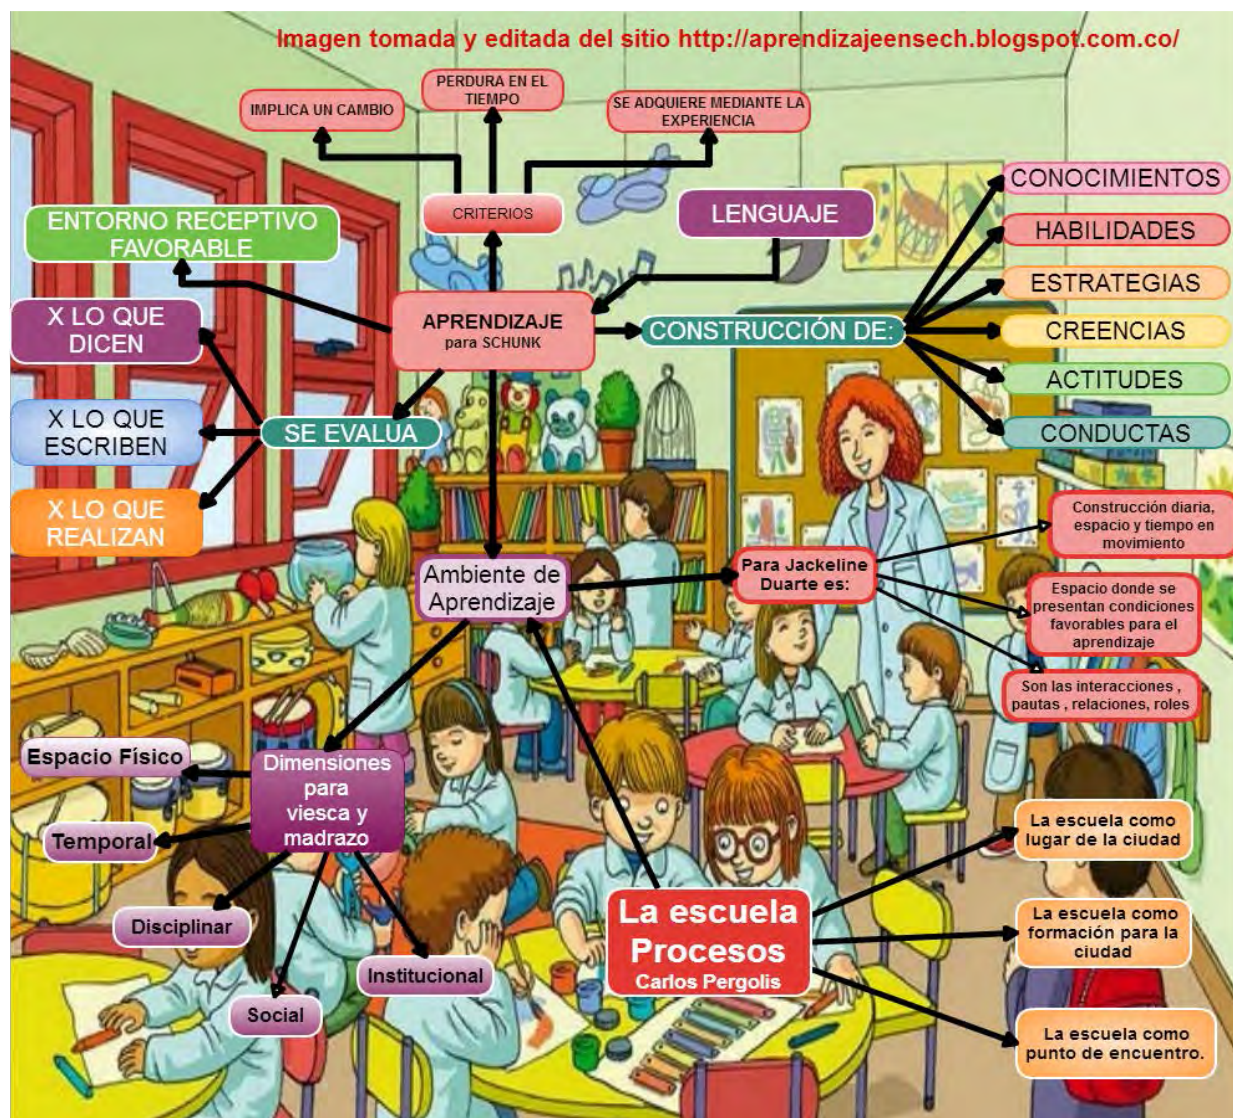 Imagen tomada y editada del sitio http://aprendizajeensech.blogspot.com.co/
PERDURA EN EL
TIEMPO
IMPLICA UN CAMBIO
SE ADQUIERE MEDIANTE LA
EXPERIENCIA
CRITERIOS
LENGUAJE
ENTORNO RECEPTIVO
FAVORABLE
APRENDIZAJE
para SCHUNK
CONSTRUCCIÓN DE:
CONOCIMIENTOS
HABILIDADES
ESTRATEGIAS
CREENCIAS
ACTITUDES
CONDUCTAS
X LO QUE
DICEN
X LO QUE
ESCRIBEN
X LO QUE
REALIZAN
SE EVALUA
Ambiente de
Aprendizaje
Para Jackeline
Duarte es:
Construcción diaria,
espacio y tiempo en
movimiento
Espacio donde se
presentan condiciones
favorables para el
aprendizaje
Son las interacciones ,
pautas , relaciones, roles
Dimensiones
para
viesca y
madrazo
Espacio Físico
Temporal
Disciplinar
Social
Institucional
La escuela
Procesos
Carlos Pergolis
La escuela como
lugar de la ciudad
La escuela como
formación para la
ciudad
La escuela como
punto de encuentro.